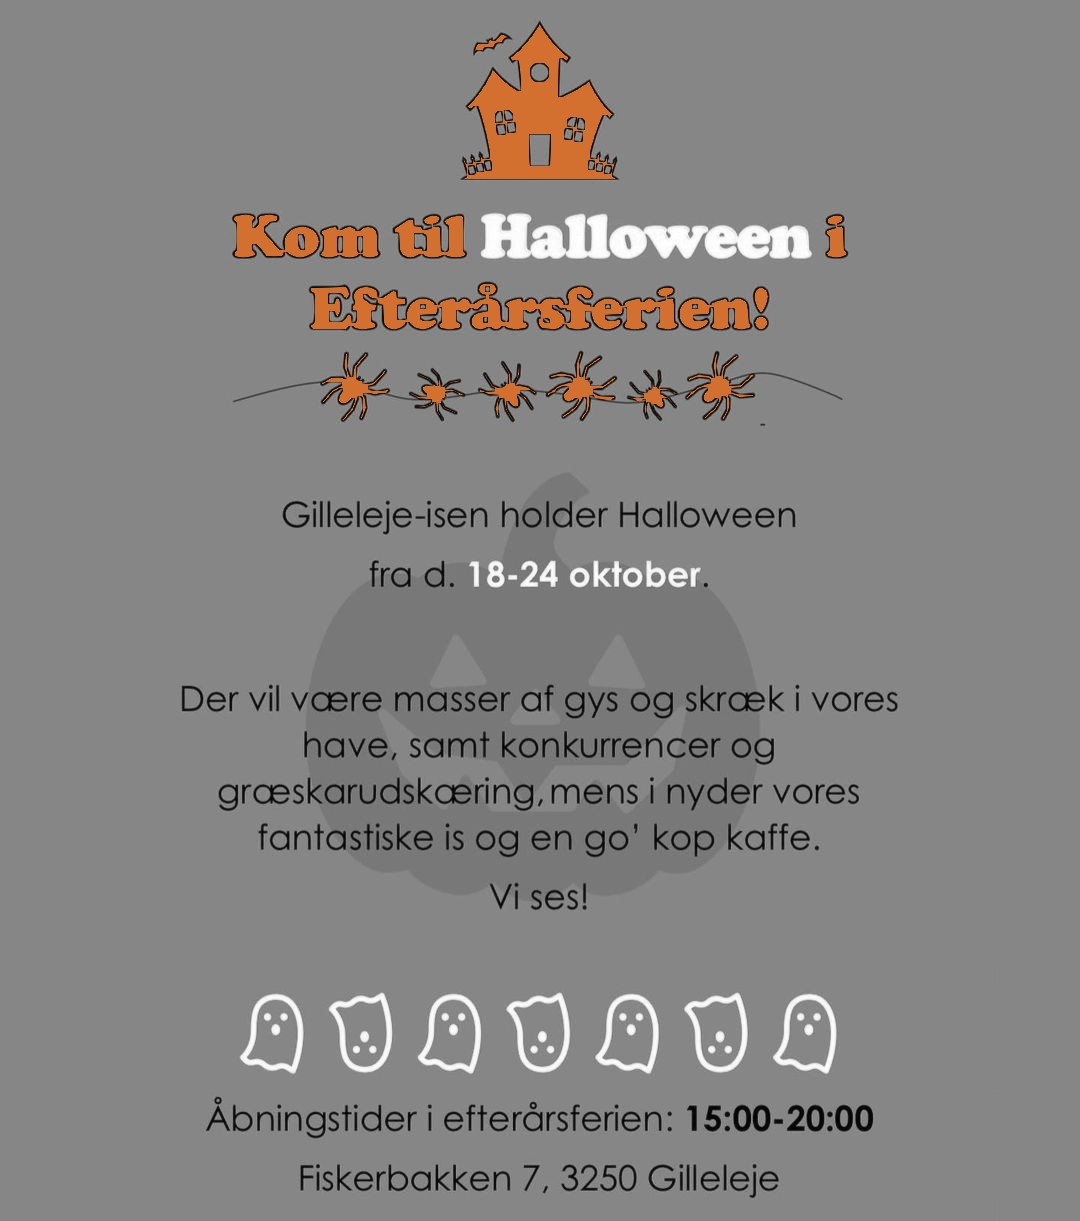 Kom til Halloween i
Efterårsferien!
Gilleleje-isen holder Halloween
fra d. 18-24 oktober.
Der vil være masser af gys og skræk i vores
have, samt konkurrencer og
græskarudskæring, mens i nyder vores
fantastiske is og en go’ kop kaffe.
Vi ses!
Åbningstider i efterårsferien: 15:00-20:00
Fiskerbakken 7, 3250 Gilleleje